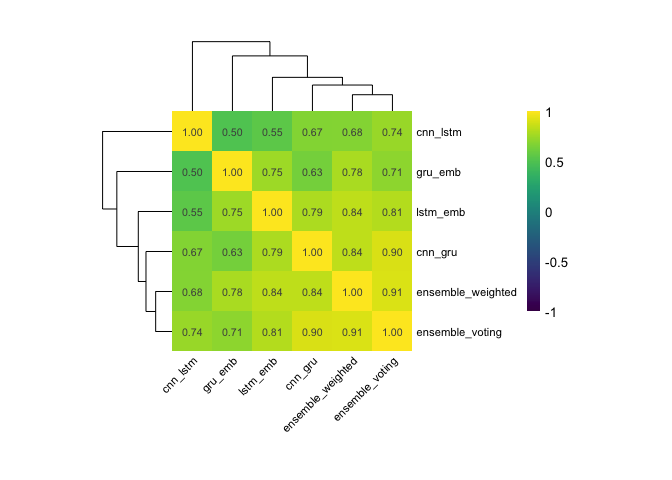 1.00 0.50 0.55 0.67 0.68 0.74 cnn_lstm
0.50 1.00 0.75 0.63 0.78 0.71 gru_emb
0.55 0.75 1.00 0.79 0.84 0.81 lstm_emb
0.67 0.63 0.79 1.00 0.84 0.90 cnn_gru
0.68 0.78 0.84 0.84 1.00 0.91 ensemble_weighted
0.74 0.71 0.81 0.90 0.91 1.00 ensemble_voting
cnn_lstm
gru_emb
lstm_emb
cnn_gru
ensemble_weighted
ensemble_voting
1
0.5
0
-0.5
-1